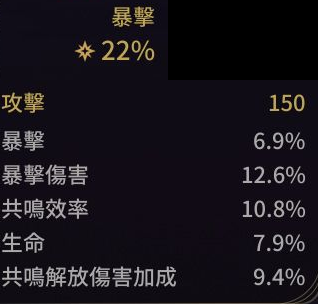 暴擊
22%
攻擊 150
暴擊 6.9%
暴擊傷害 12.6%
共鳴效率 10.8%
生命 7.9%
共鳴解放傷害加成 9.4%